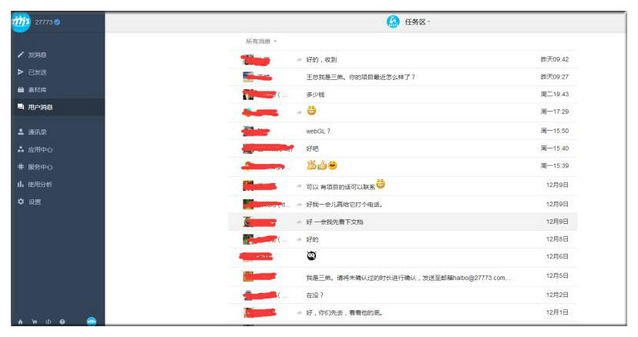 27773
任务区
发消息
已发送
素材库
用户消息
通讯录
应用中心
服务中心
使用分析
设置
所有消息
好的，收到 昨天09:42
王总我是三弟。你的项目最近怎么样了？ 昨天09:27
多少钱 周二19:43
周一17:29
webGL？ 周一15:50
好吧 周一15:40
周一15:39
可以 有项目的话可以联系 12月9日
好我一会儿再给它打个电话。 12月9日
好 一会我先看下文档 12月9日
好的 12月8日
12月6日
我是三弟。请将未确认过的时长进行确认，发送至邮箱haibo@27773.com, 12月5日
在没？ 12月2日
好，你们先去，看看他的底。 12月1日